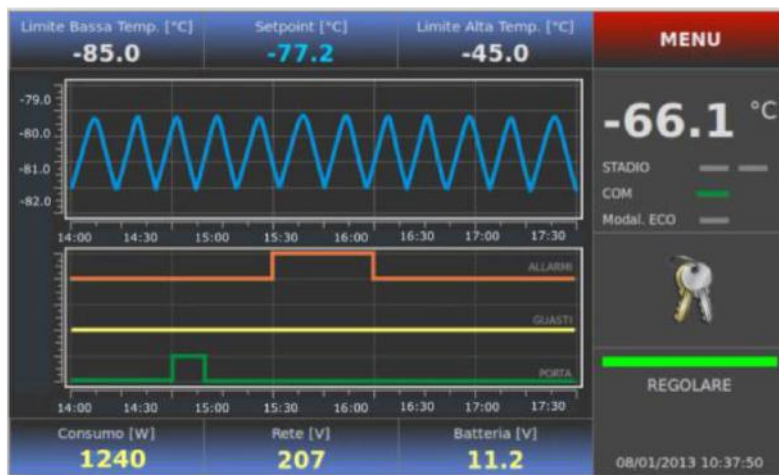 Limite Bassa Temp. [°C]
-85.0
Setpoint [°C]
-77.2
Limite Alta Temp. [°C]
-45.0
MENU
-79.0
-80.0
-81.0
-82.0
14:00 14:30 15:00 15:30 16:00 16:30 17:00 17:30
-66.1 °C
STADIO
COM
Modal. ECO
ALLARMI
GUASTI
PORTA
14:00 14:30 15:00 15:30 16:00 16:30 17:00 17:30
REGOLARE
Consumo [W]
1240
Rete [V]
207
Batteria [V]
11.2
08/01/2013 10:37:50